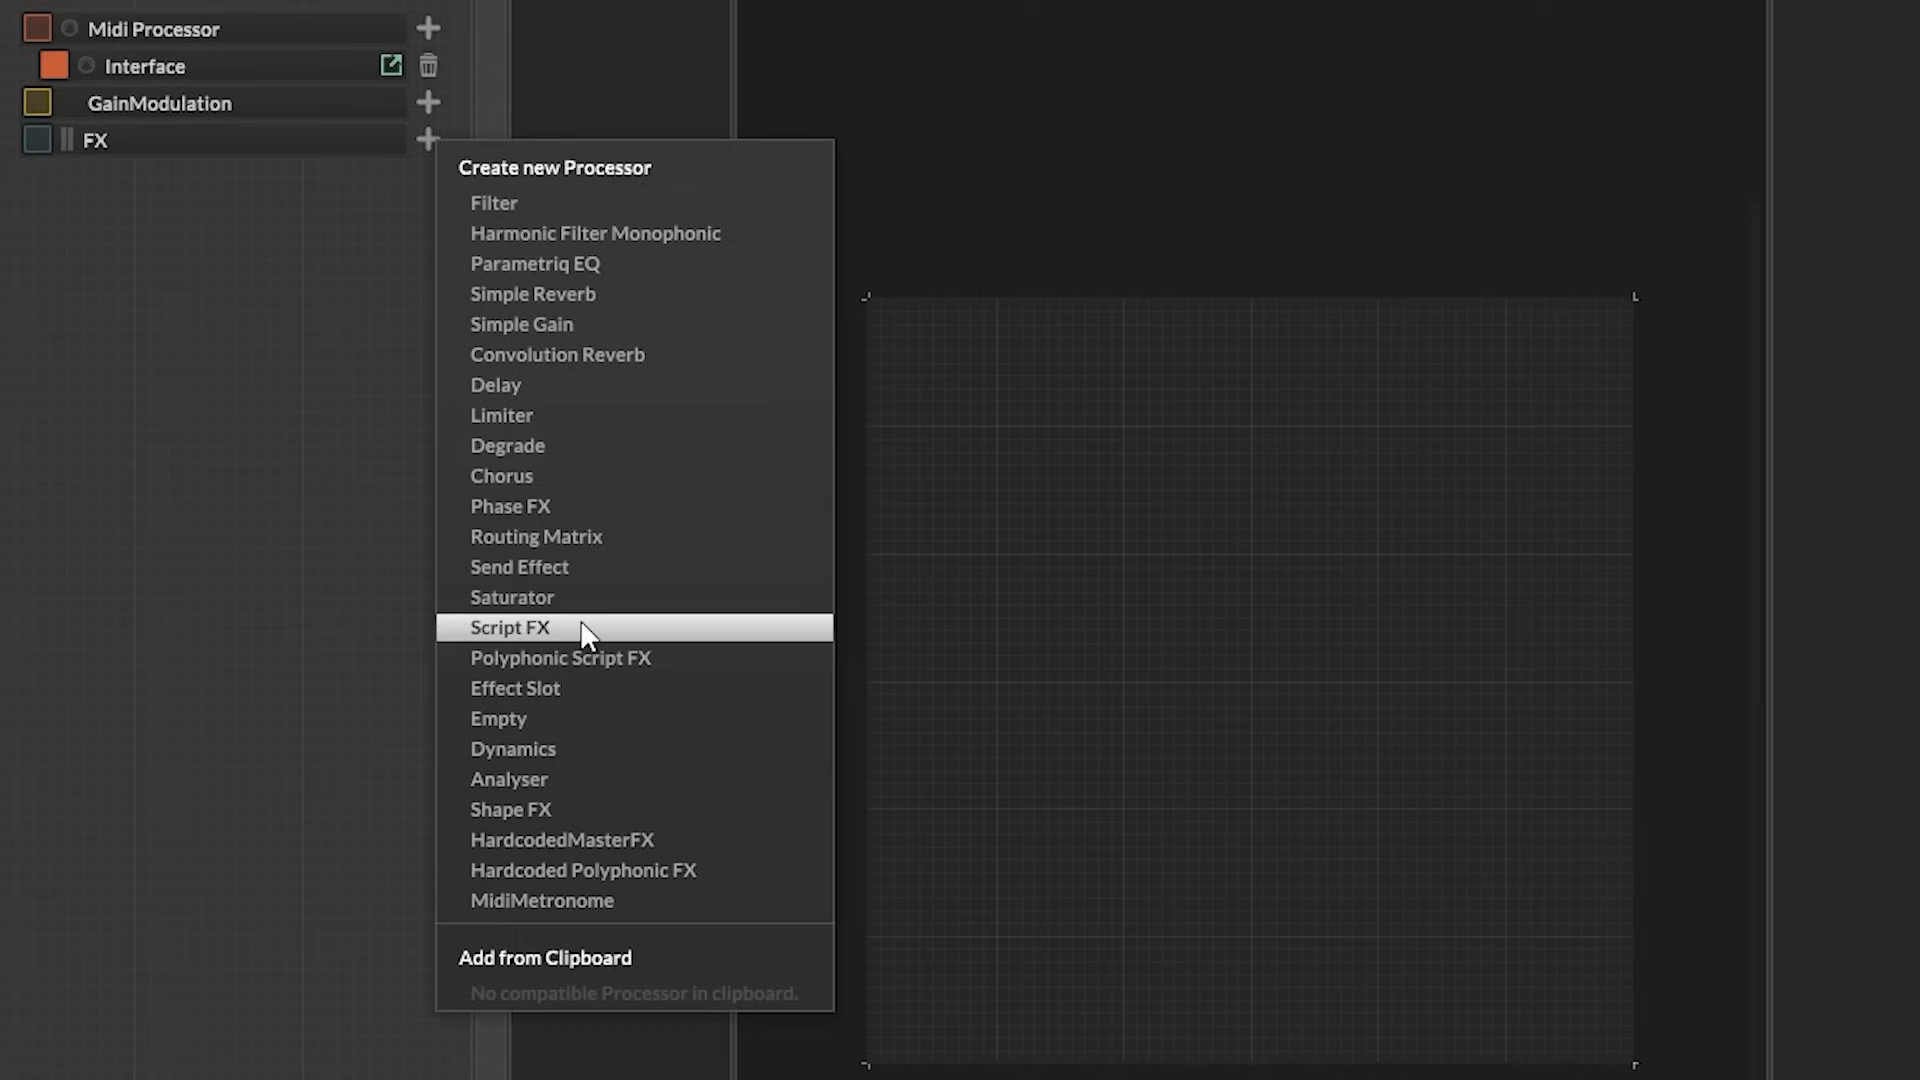 Midi Processor
Interface
GainModulation
FX
Create new Processor
Filter
Harmonic Filter Monophonic
Parametriq EQ
Simple Reverb
Simple Gain
Convolution Reverb
Delay
Limiter
Degrade
Chorus
Phase FX
Routing Matrix
Send Effect
Saturator
Script FX
Polyphonic Script FX
Effect Slot
Empty
Dynamics
Analyser
Shape FX
HardcodedMasterFX
Hardcoded Polyphonic FX
MidiMetronome
Add from Clipboard
No compatible Processor in clipboard.